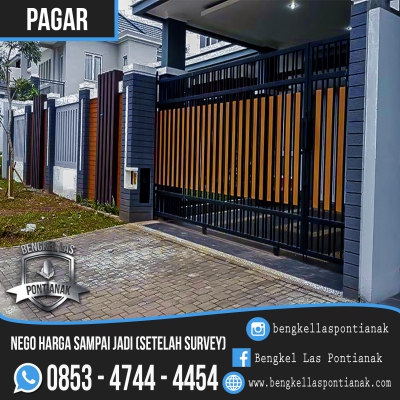 PAGAR
BENGKEL LAS
PONTIANAK
NEGO HARGA SAMPAI JADI (SETELAH SURVEY)
0853 - 4744 - 4454
bengkellaspontianak
Bengkel Las Pontianak
www.bengkellaspontianak.com